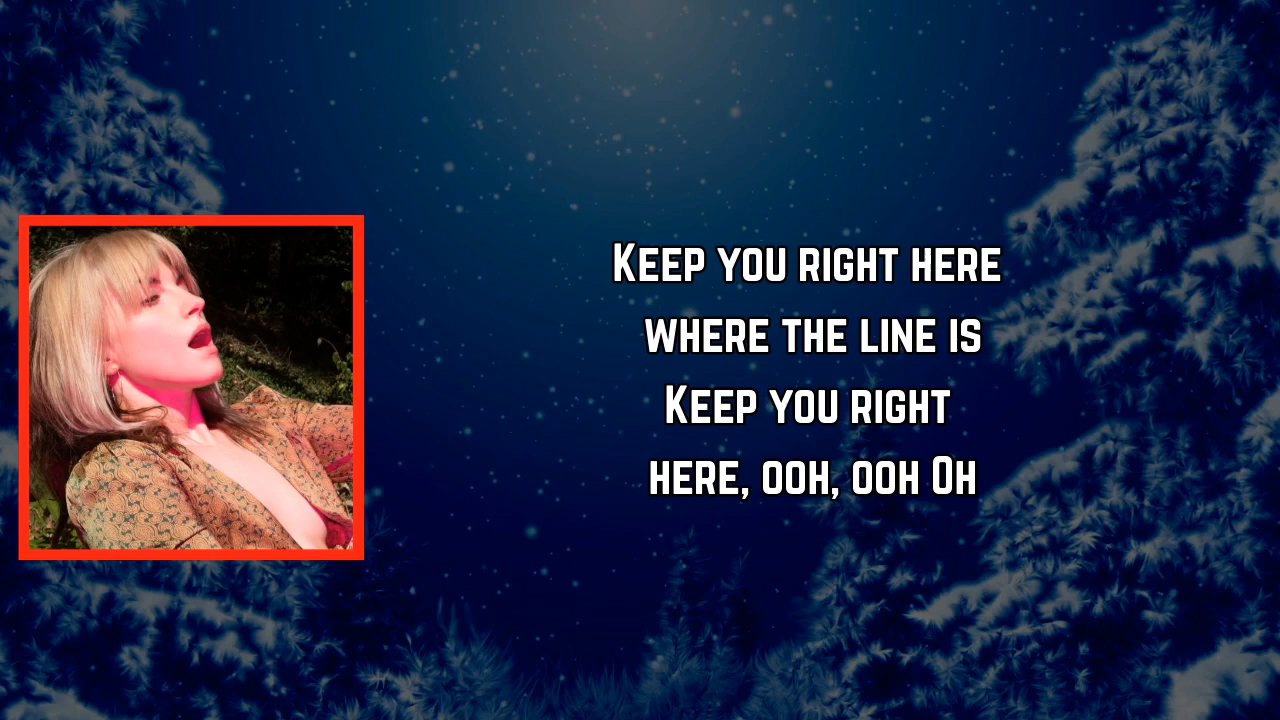 Keep you right here
where the line is
Keep you right
here, ooh, ooh Oh